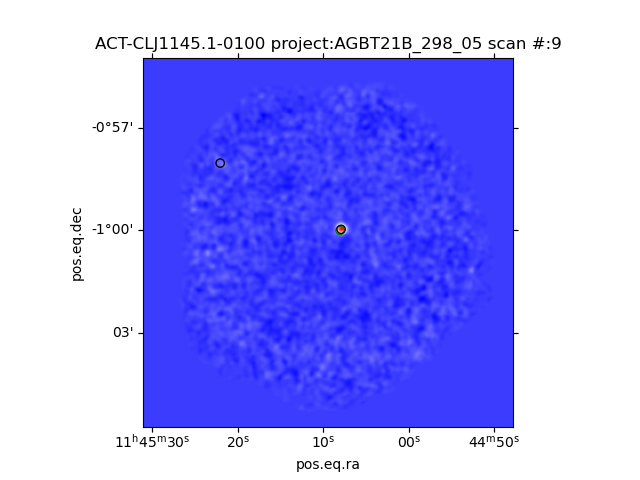 ACT-CLJ1145.1-0100 project:AGBT21B_298_05 scan #:9
pos.eq.dec
-0°57'
-1°00'
03'
11ʰ45ᵐ30ˢ 20ˢ 10ˢ 00ˢ 44ᵐ50ˢ
pos.eq.ra